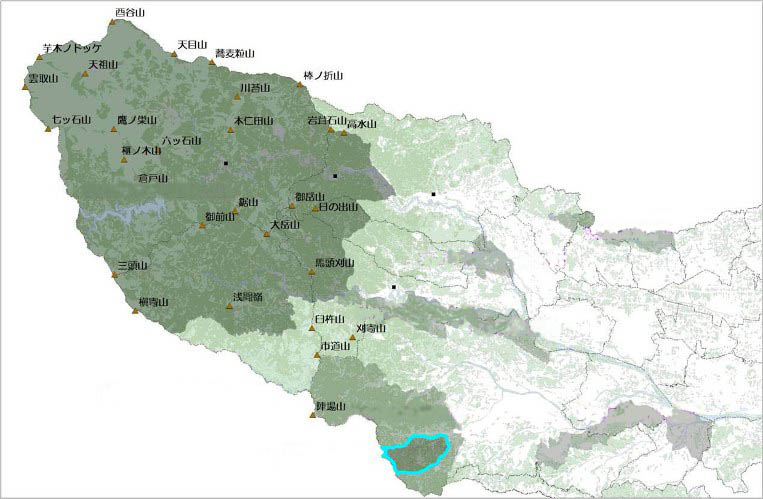 酉谷山
天目山
蕎麦粒山
芋木ノドッケ
天祖山
棒ノ折山
雲取山
川苔山
七ッ石山
鷹ノ巣山
本仁田山
岩茸石山
高水山
六ッ石山
榧ノ木山
倉戸山
鋸山
御岳山
日の出山
御前山
大岳山
三頭山
馬頭刈山
槇寄山
浅間嶺
臼杵山
刈寄山
市道山
陣場山